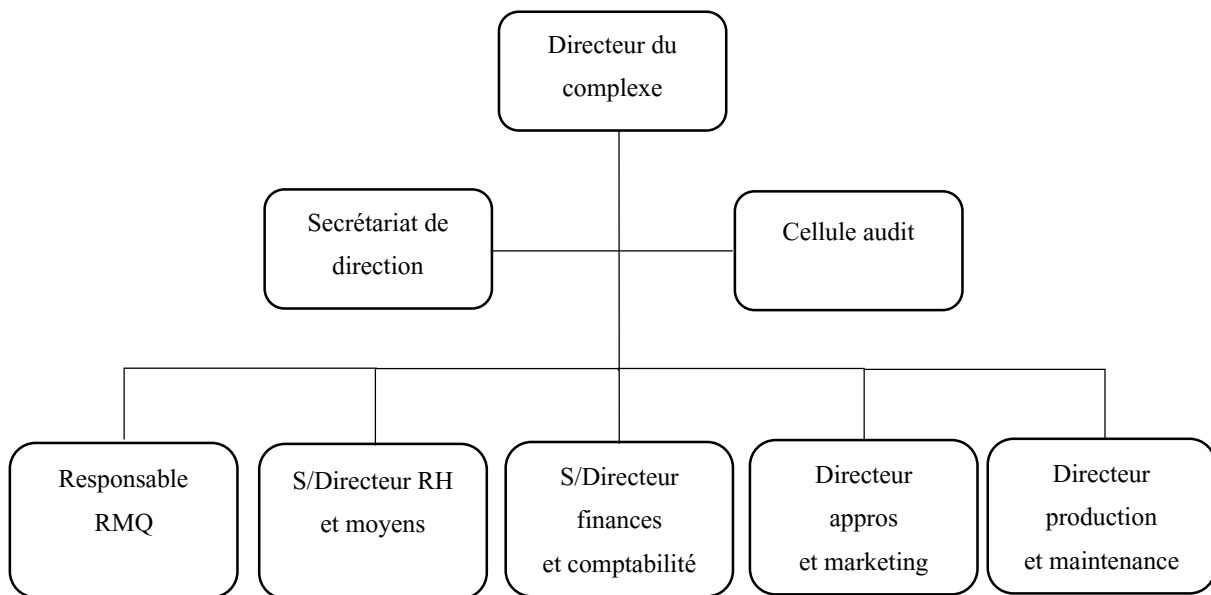 Directeur du
complexe
Secrétariat de
direction
Cellule audit
Responsable
RMQ
S/Directeur RH
et moyens
S/Directeur
finances
et comptabilité
Directeur
appros
et marketing
Directeur
production
et maintenance